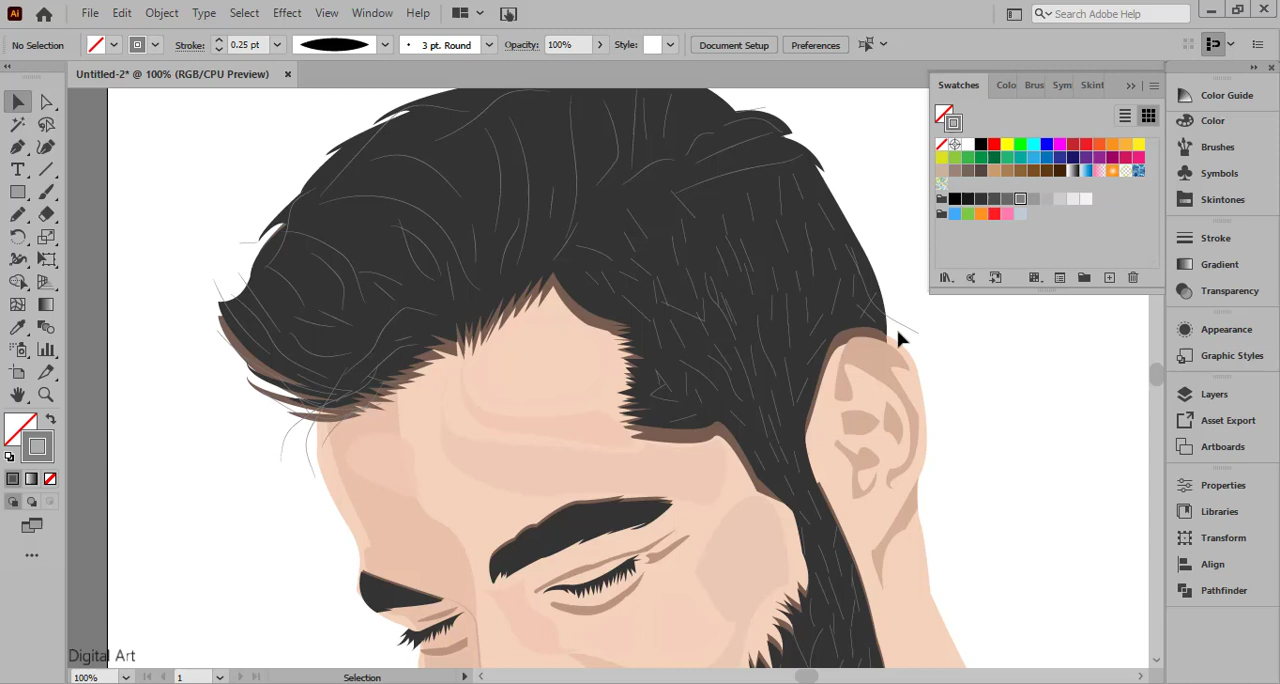 Ai File Edit Object Type Select Effect View Window Help Search Adobe Help
No Selection Stroke: 0.25 pt 3 pt. Round Opacity: 100% Style: Document Setup Preferences
Untitled-2* @ 100% (RGB/CPU Preview)
Swatches Colo Brus Sym Skint
Color Guide
Color
Brushes
Symbols
Skintones
Stroke
Gradient
Transparency
Appearance
Graphic Styles
Layers
Asset Export
Artboards
Properties
Libraries
Transform
Align
Pathfinder
Digital Art
100% 1 Selection